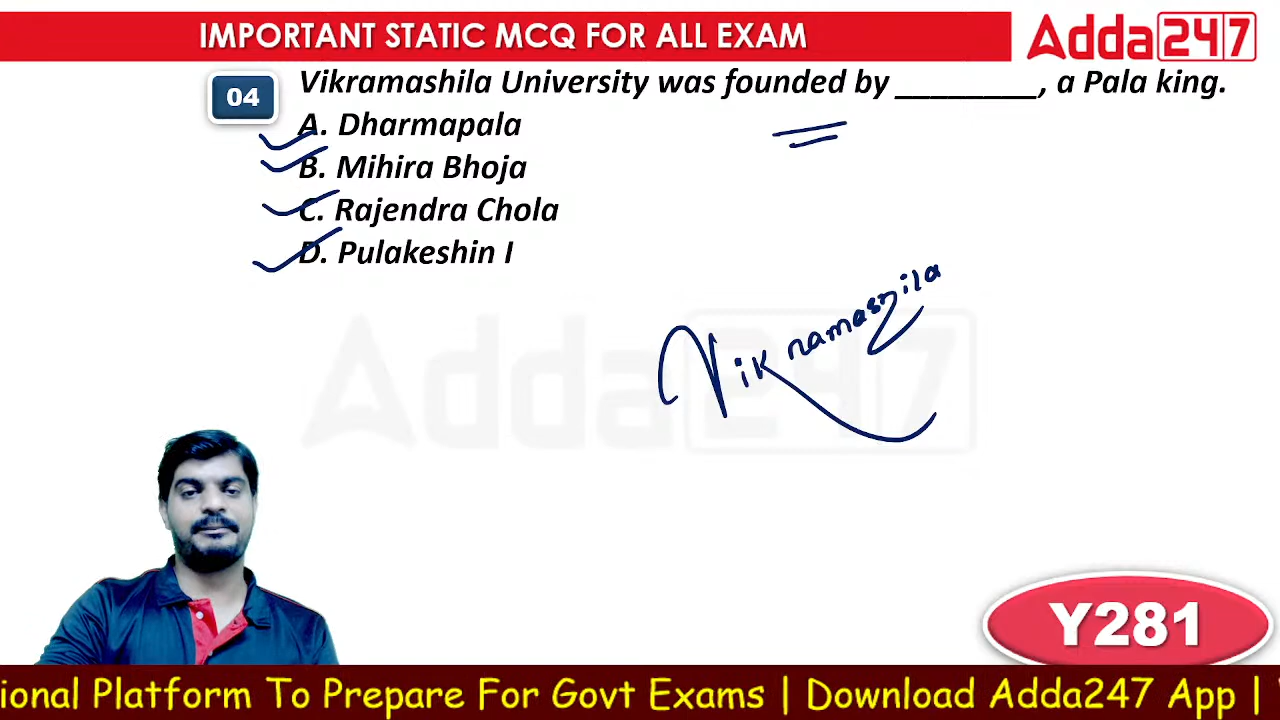 IMPORTANT STATIC MCQ FOR ALL EXAM
Adda247
04
Vikramashila University was founded by ________, a Pala king.
A. Dharmapala
B. Mihira Bhoja
C. Rajendra Chola
D. Pulakeshin I
Vikramashila
Adda247
Y281
ional Platform To Prepare For Govt Exams | Download Adda247 App |